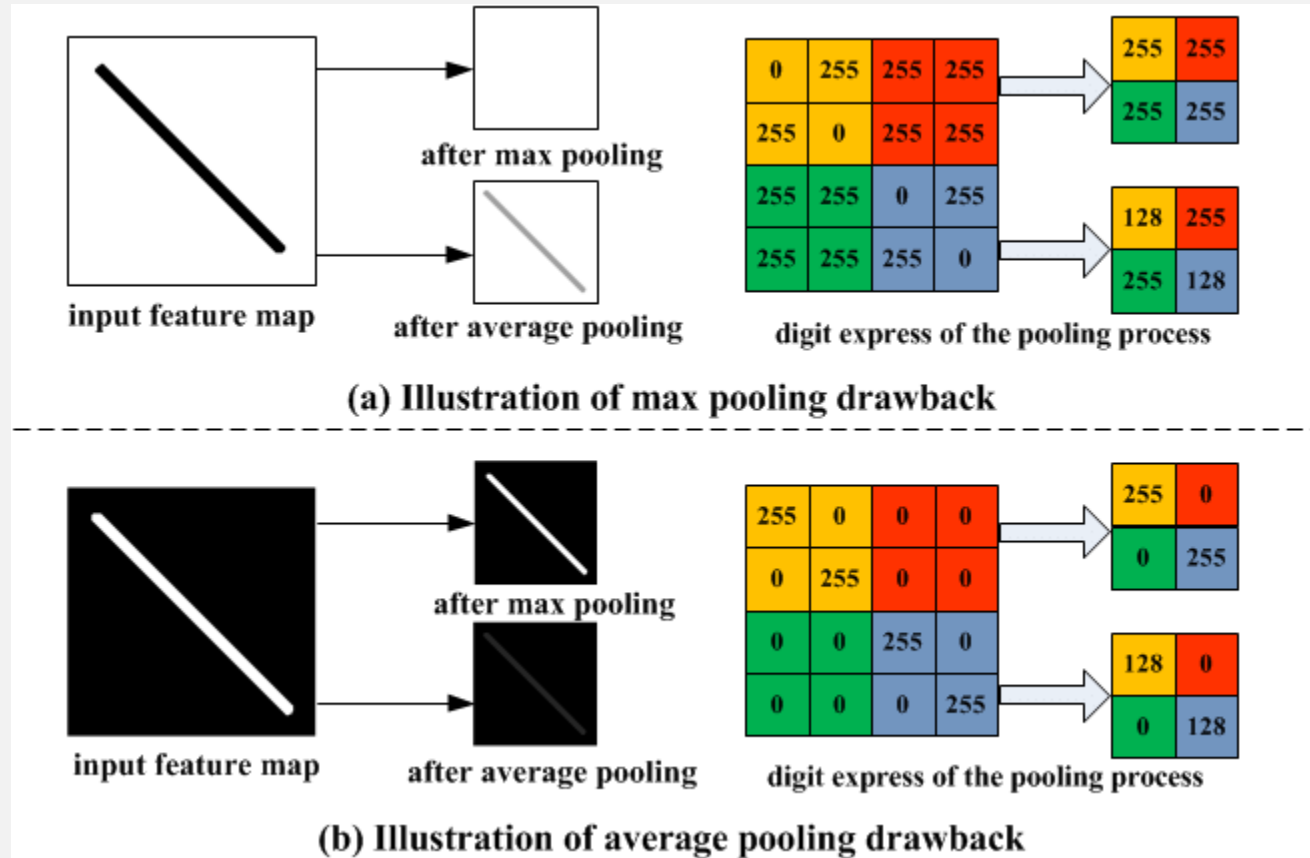 input feature map
after max pooling
after average pooling
0 255 255 255
255 0 255 255
255 255 0 255
255 255 255 0
255 255
255 255
128 255
255 128
digit express of the pooling process
(a) Illustration of max pooling drawback
input feature map
after max pooling
after average pooling
255 0 0 0
0 255 0 0
0 0 255 0
0 0 0 255
255 0
0 255
128 0
0 128
digit express of the pooling process
(b) Illustration of average pooling drawback